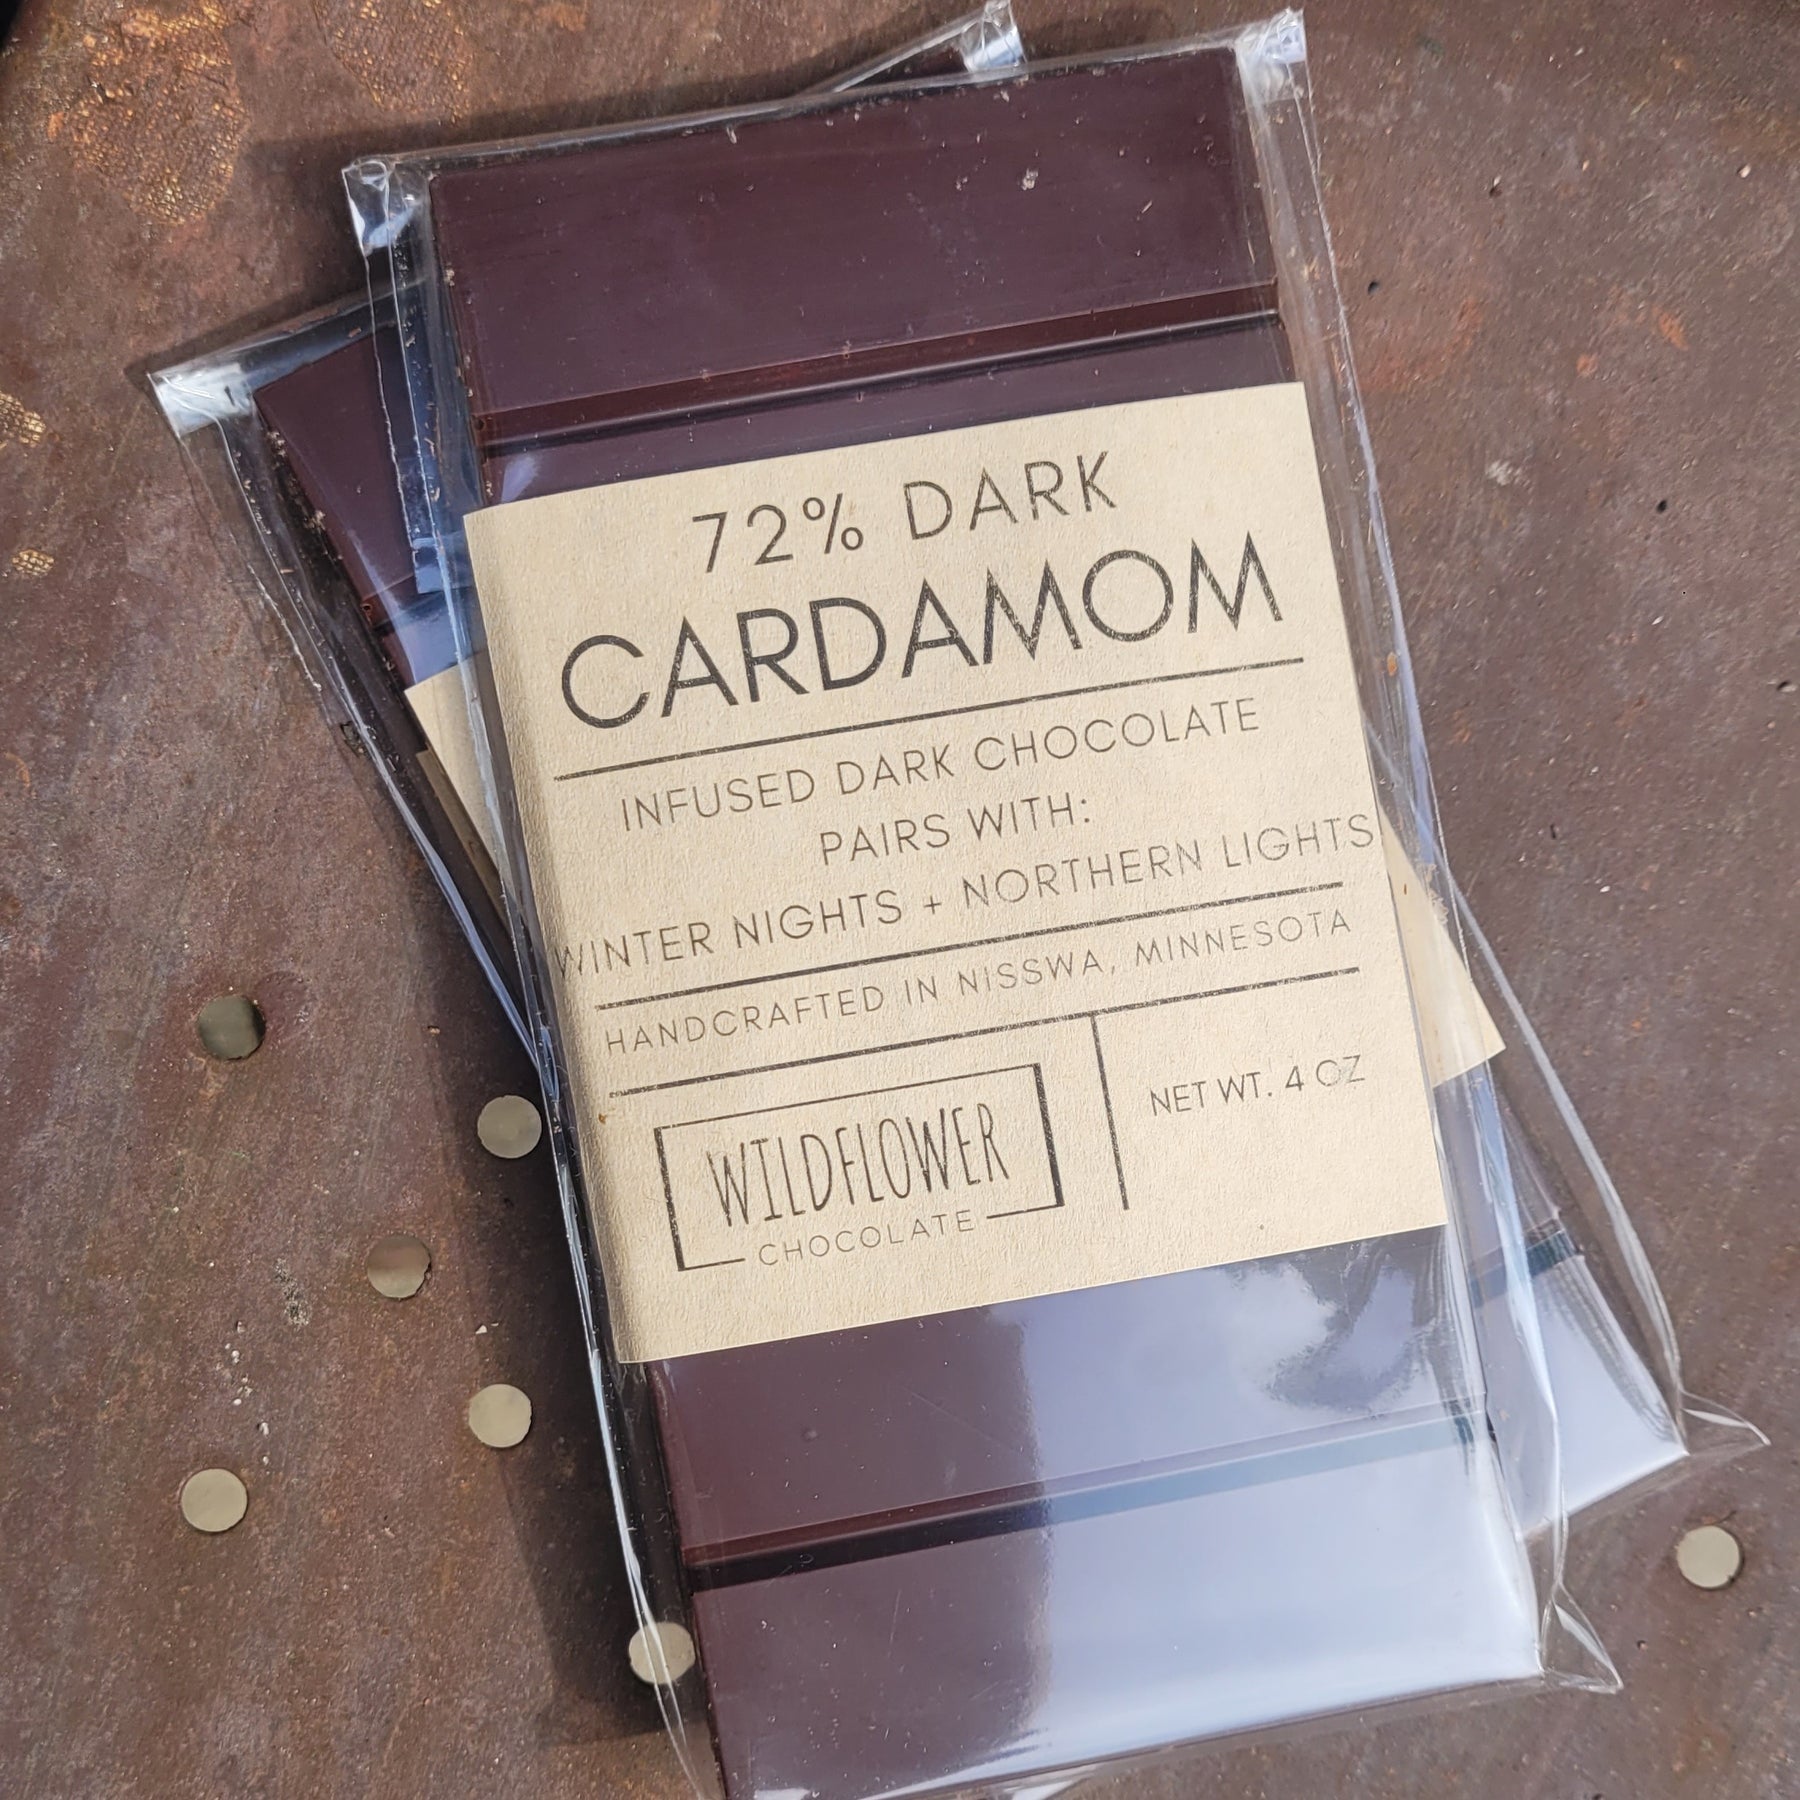 72% DARK
CARDAMOM
INFUSED DARK CHOCOLATE
PAIRS WITH:
WINTER NIGHTS + NORTHERN LIGHTS
HANDCRAFTED IN NISSWA, MINNESOTA
WILDFLOWER
CHOCOLATE
NET WT. 4 OZ